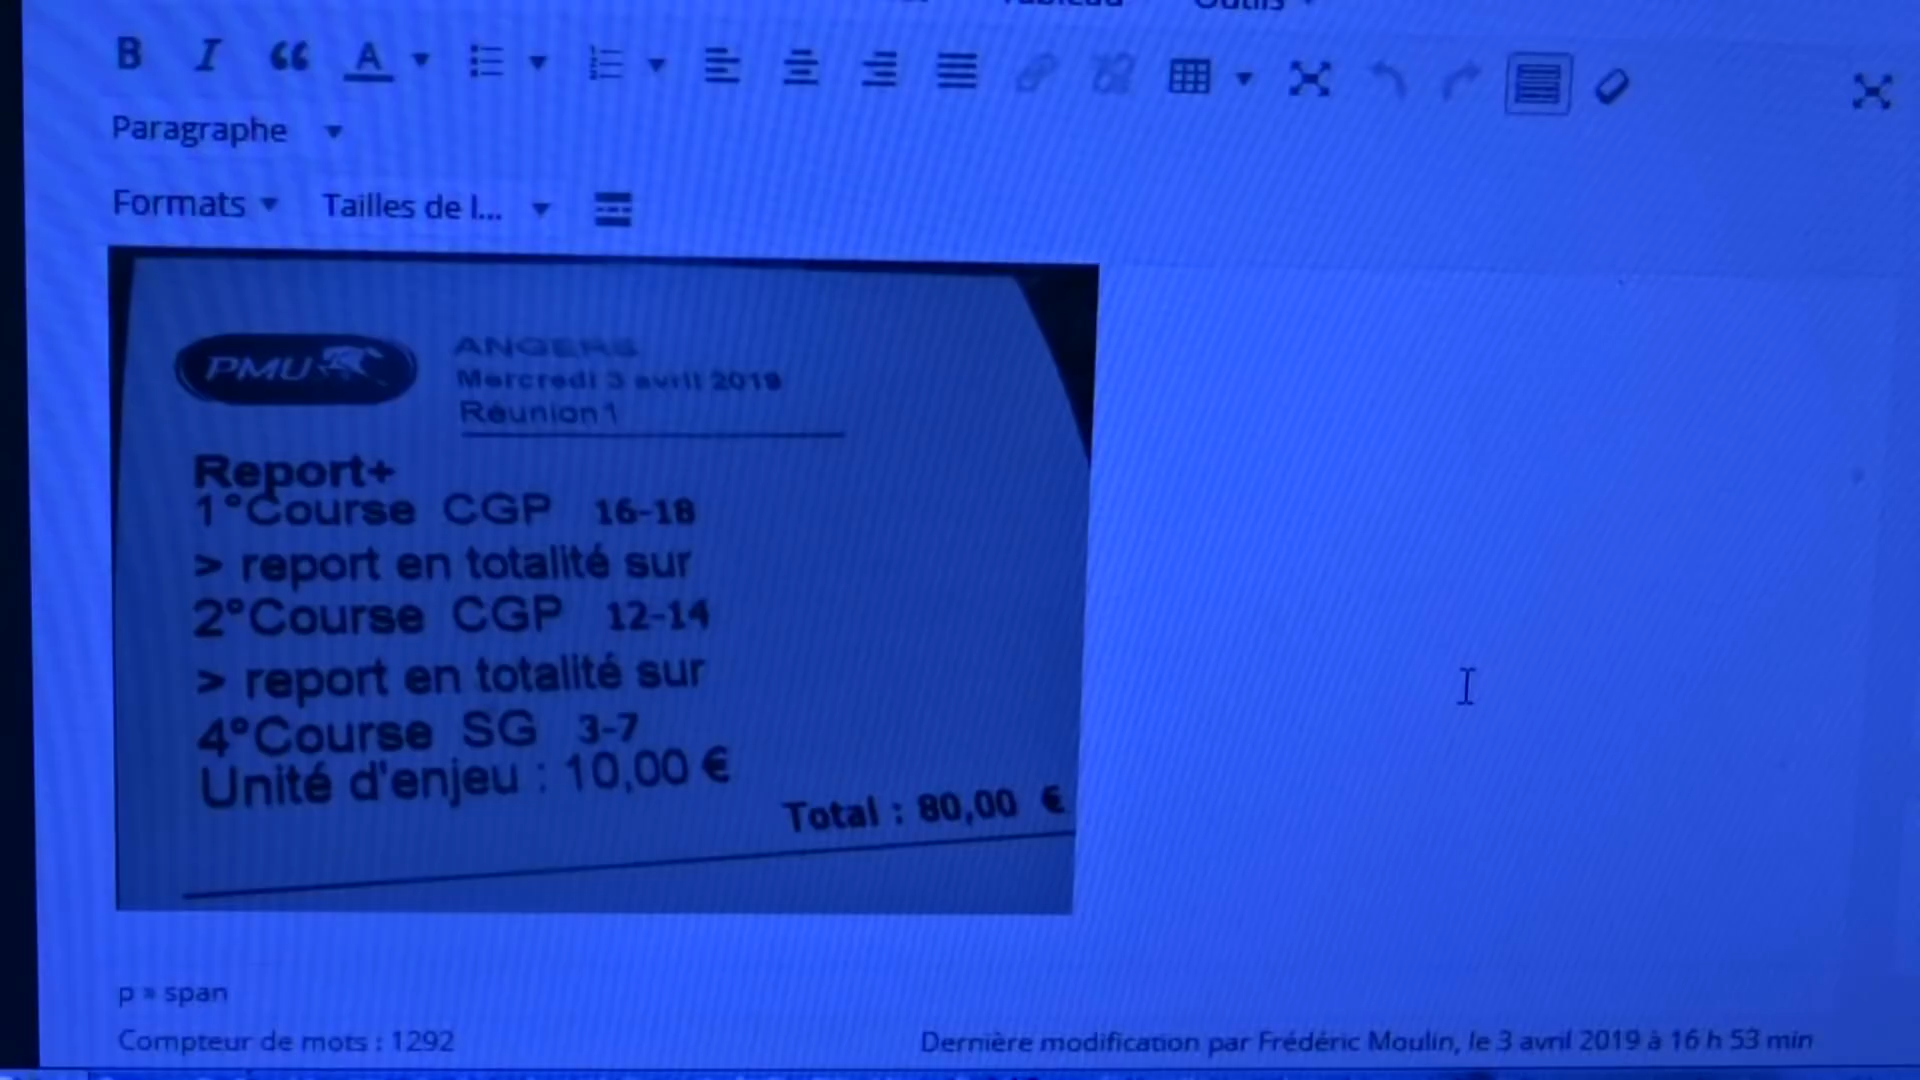 Tableau Outils
B I A
Paragraphe
Formats Tailles de l...
PMU
ANGERS
Mercredi 3 avril 2019
Réunion 1
Report+
1°Course CGP 16-18
> report en totalité sur
2°Course CGP 12-14
> report en totalité sur
4°Course SG 3-7
Unité d'enjeu : 10,00 €
Total : 80,00 €
p » span
Compteur de mots : 1292
Dernière modification par Frédéric Moulin, le 3 avril 2019 à 16 h 53 min